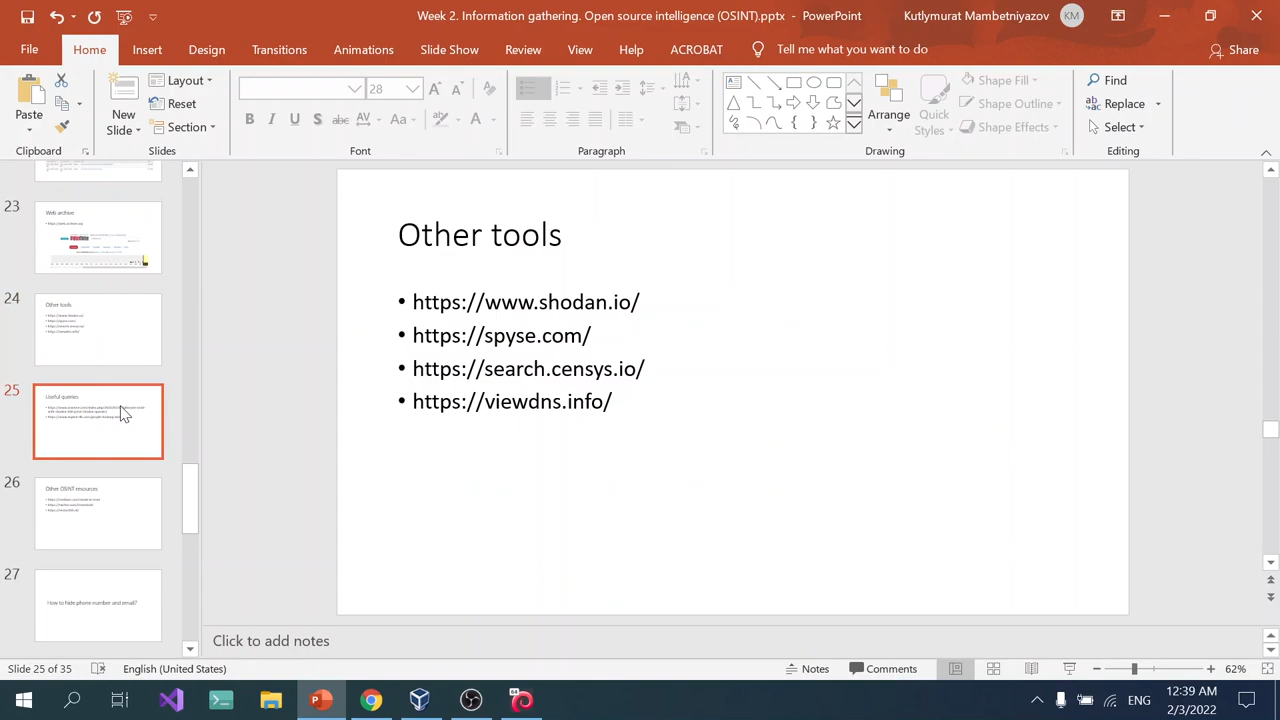 Week 2. Information gathering. Open source intelligence (OSINT).pptx - PowerPoint
Kutlymurat Mambetniyazov
KM
File
Home
Insert
Design
Transitions
Animations
Slide Show
Review
View
Help
ACROBAT
Tell me what you want to do
Share
Paste
New
Slide
Layout
Reset
Section
28
Aa
Arrange
Quick
Styles
Shape Fill
Shape Outline
Shape Effects
Find
Replace
Select
Clipboard
Slides
Font
Paragraph
Drawing
Editing
23
Web archive
24
Other tools
25
Useful queries
26
Other OSINT resources
27
How to hide phone number and email?
Other tools
• https://www.shodan.io/
• https://spyse.com/
• https://search.censys.io/
• https://viewdns.info/
Click to add notes
Slide 25 of 35
English (United States)
Notes
Comments
62%
64
ENG
12:39 AM
2/3/2022